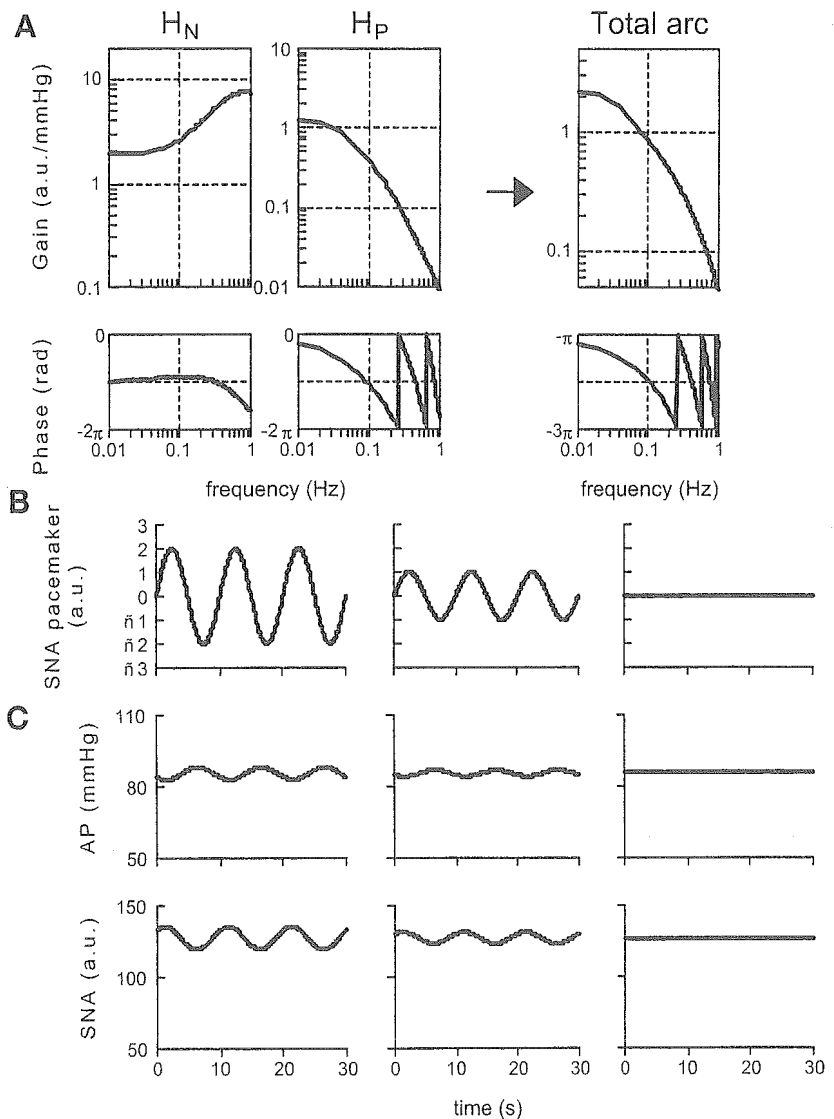 A
H_N
H_P
Total arc
Gain (a.u./mmHg)
10
1
0.1
10
1
0.1
0.01
1
0.1
Phase (rad)
0
-2π
0.01 0.1 1
0
-2π
0.01 0.1 1
-π
-3π
0.01 0.1 1
frequency (Hz)
frequency (Hz)
B
SNA pacemaker
(a.u.)
3
2
1
0
ñ1
ñ2
ñ3
C
AP (mmHg)
110
80
50
SNA (a.u.)
150
100
50
0 10 20 30
0 10 20 30
0 10 20 30
time (s)